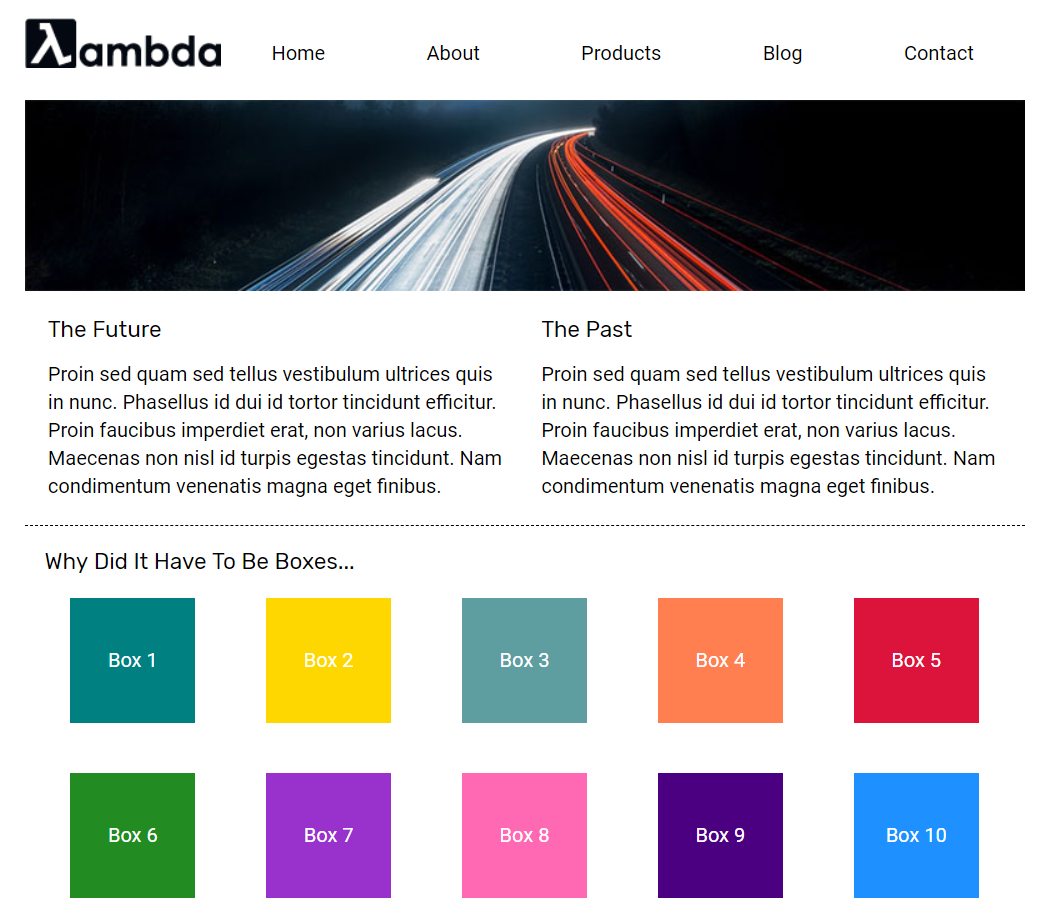 λambda Home About Products Blog Contact
The Future
Proin sed quam sed tellus vestibulum ultrices quis
in nunc. Phasellus id dui id tortor tincidunt efficitur.
Proin faucibus imperdiet erat, non varius lacus.
Maecenas non nisl id turpis egestas tincidunt. Nam
condimentum venenatis magna eget finibus.
The Past
Proin sed quam sed tellus vestibulum ultrices quis
in nunc. Phasellus id dui id tortor tincidunt efficitur.
Proin faucibus imperdiet erat, non varius lacus.
Maecenas non nisl id turpis egestas tincidunt. Nam
condimentum venenatis magna eget finibus.
Why Did It Have To Be Boxes...
Box 1 Box 2 Box 3 Box 4 Box 5
Box 6 Box 7 Box 8 Box 9 Box 10